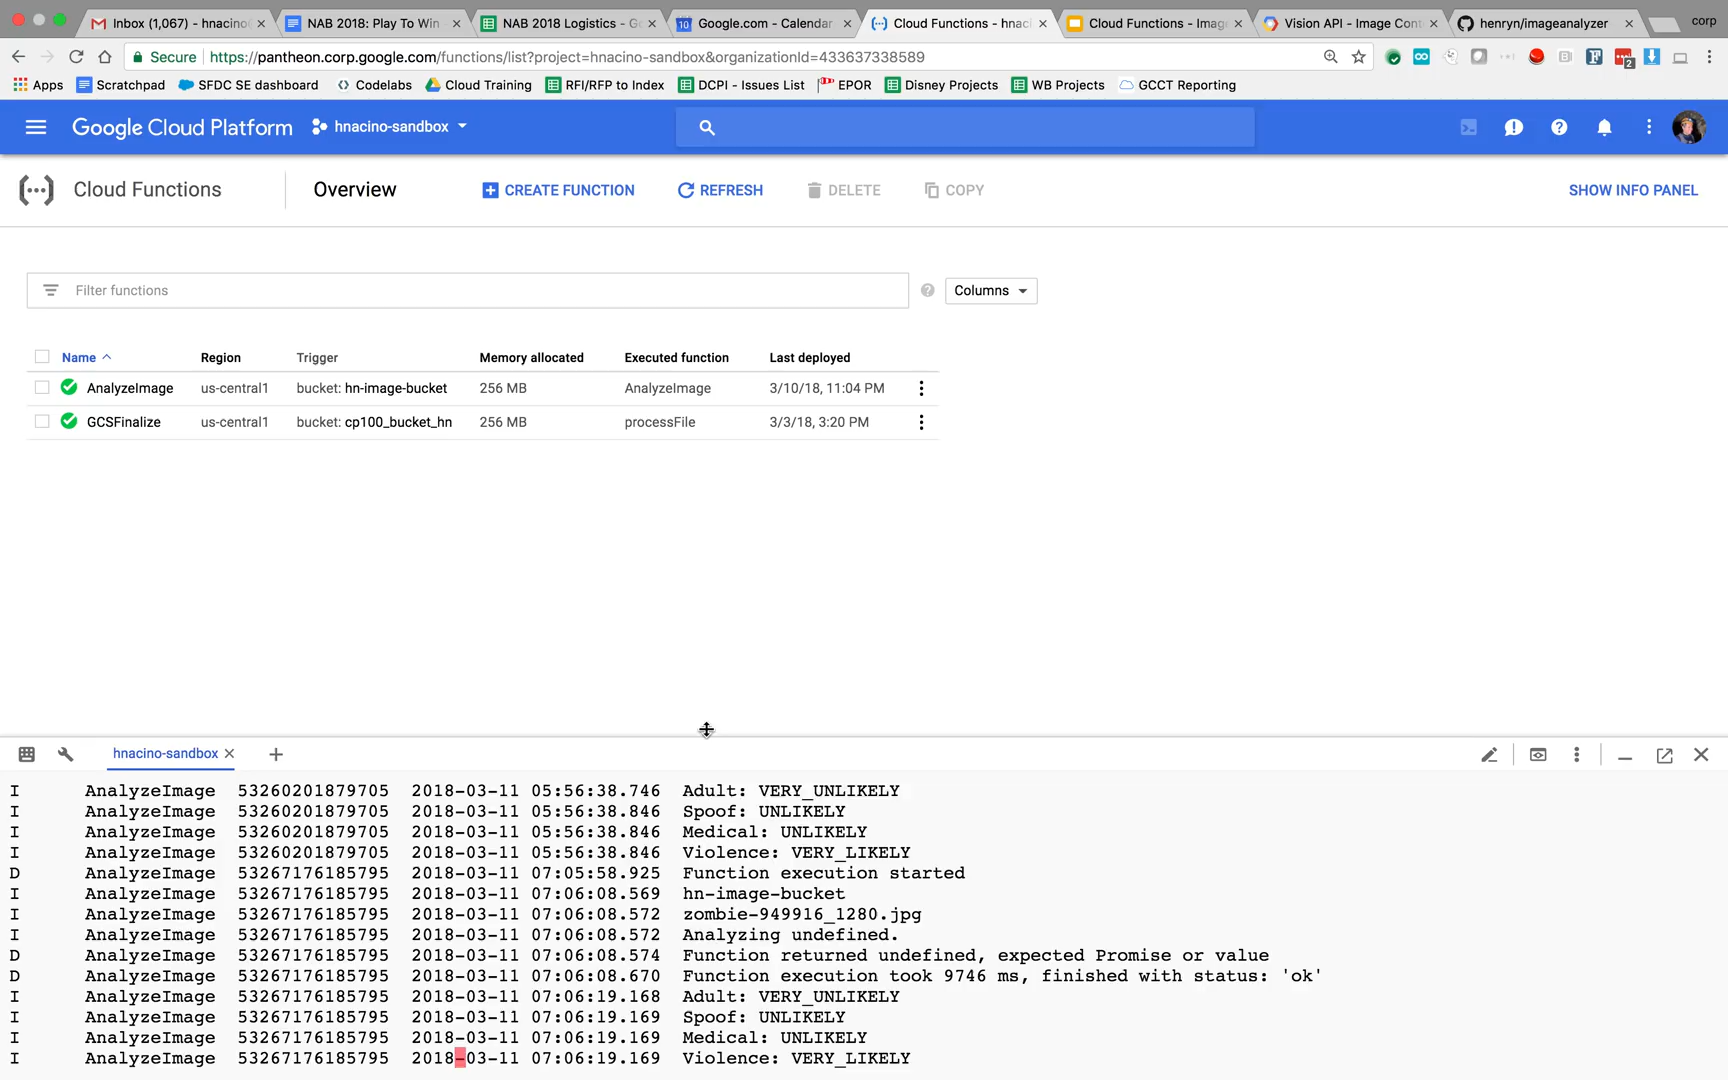 Inbox (1,067) - hnacino
NAB 2018: Play To Win
NAB 2018 Logistics - G
Google.com - Calendar
Cloud Functions - hnaci
Cloud Functions - Imag
Vision API - Image Con
henryn/imageanalyzer
corp
Secure https://pantheon.corp.google.com/functions/list?project=hnacino-sandbox&organizationId=433637338589
Apps Scratchpad SFDC SE dashboard Codelabs Cloud Training RFI/RFP to Index DCPI - Issues List EPOR Disney Projects WB Projects GCCT Reporting
Google Cloud Platform hnacino-sandbox
Cloud Functions Overview CREATE FUNCTION REFRESH DELETE COPY SHOW INFO PANEL
Filter functions Columns
Name Region Trigger Memory allocated Executed function Last deployed
AnalyzeImage us-central1 bucket: hn-image-bucket 256 MB AnalyzeImage 3/10/18, 11:04 PM
GCSFinalize us-central1 bucket: cp100_bucket_hn 256 MB processFile 3/3/18, 3:20 PM
hnacino-sandbox
I AnalyzeImage 53260201879705 2018-03-11 05:56:38.746 Adult: VERY_UNLIKELY
I AnalyzeImage 53260201879705 2018-03-11 05:56:38.846 Spoof: UNLIKELY
I AnalyzeImage 53260201879705 2018-03-11 05:56:38.846 Medical: UNLIKELY
I AnalyzeImage 53260201879705 2018-03-11 05:56:38.846 Violence: VERY_LIKELY
D AnalyzeImage 53267176185795 2018-03-11 07:05:58.925 Function execution started
I AnalyzeImage 53267176185795 2018-03-11 07:06:08.569 hn-image-bucket
I AnalyzeImage 53267176185795 2018-03-11 07:06:08.572 zombie-949916_1280.jpg
I AnalyzeImage 53267176185795 2018-03-11 07:06:08.572 Analyzing undefined.
D AnalyzeImage 53267176185795 2018-03-11 07:06:08.574 Function returned undefined, expected Promise or value
D AnalyzeImage 53267176185795 2018-03-11 07:06:08.670 Function execution took 9746 ms, finished with status: 'ok'
I AnalyzeImage 53267176185795 2018-03-11 07:06:19.168 Adult: VERY_UNLIKELY
I AnalyzeImage 53267176185795 2018-03-11 07:06:19.169 Spoof: UNLIKELY
I AnalyzeImage 53267176185795 2018-03-11 07:06:19.169 Medical: UNLIKELY
I AnalyzeImage 53267176185795 2018-03-11 07:06:19.169 Violence: VERY_LIKELY